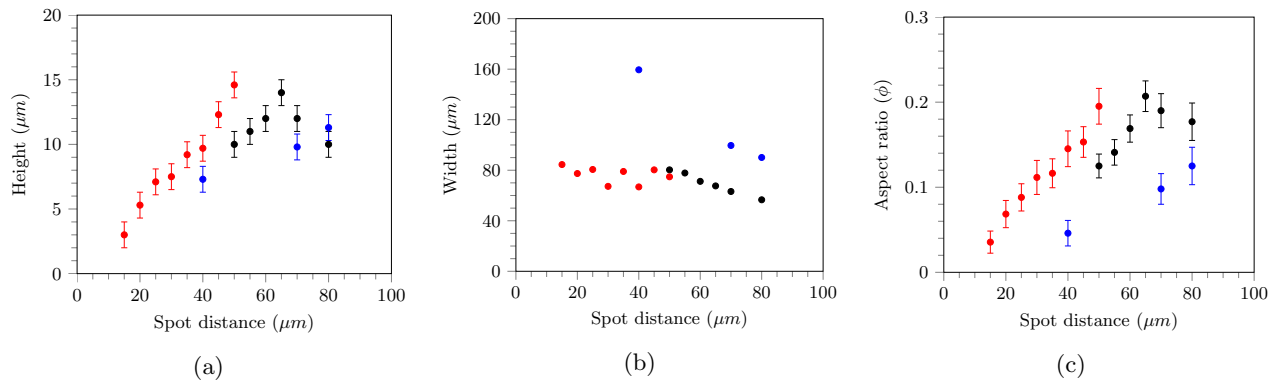 20
15
10
5
0
0 20 40 60 80 100
Height (μm)
Spot distance (μm)
(a)
200
160
120
80
40
0
0 20 40 60 80 100
Width (μm)
Spot distance (μm)
(b)
0.3
0.2
0.1
0
0 20 40 60 80 100
Aspect ratio (ϕ)
Spot distance (μm)
(c)